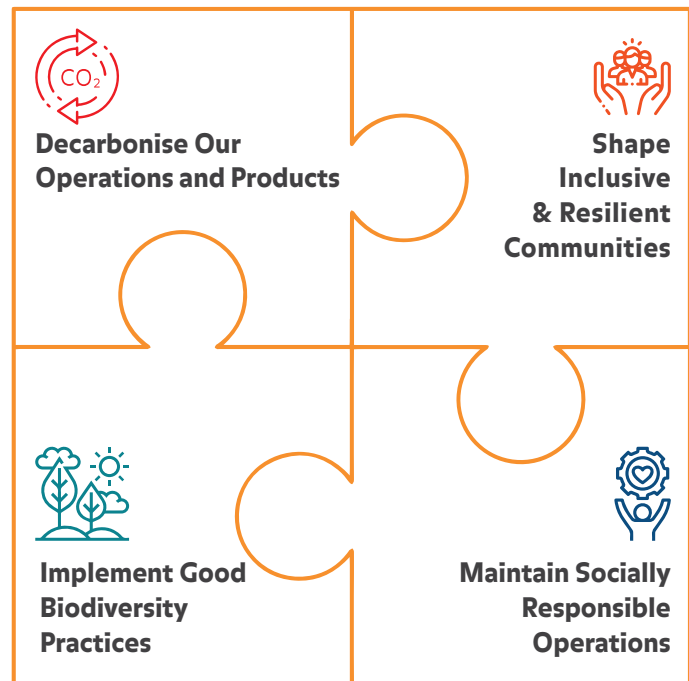 CO₂
Decarbonise Our
Operations and Products
Shape
Inclusive
& Resilient
Communities
Implement Good
Biodiversity
Practices
Maintain Socially
Responsible
Operations